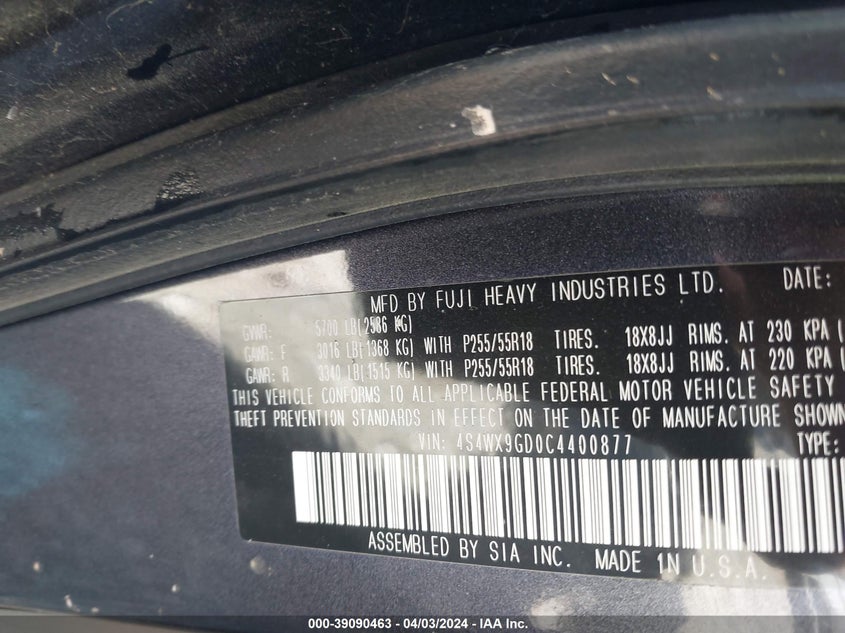 MFD BY FUJI HEAVY INDUSTRIES LTD. DATE:
GVWR: 5700 LB(2586 KG)
GAWR: F 3016 LB(1368 KG) WITH P255/55R18 TIRES. 18X8JJ RIMS. AT 230 KPA (
GAWR: R 3340 LB(1515 KG) WITH P255/55R18 TIRES. 18X8JJ RIMS. AT 220 KPA (
THIS VEHICLE CONFORMS TO ALL APPLICABLE FEDERAL MOTOR VEHICLE SAFETY
THEFT PREVENTION STANDARDS IN EFFECT ON THE DATE OF MANUFACTURE SHOWN
VIN: 4S4WX9GD0C4400877 TYPE:
ASSEMBLED BY SIA INC. MADE IN U.S.A.
000-39090463 - 04/03/2024 - IAA Inc.